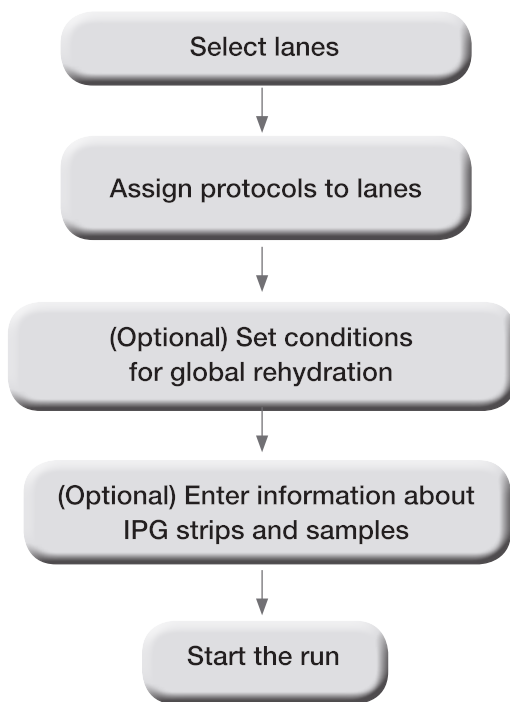 Select lanes
Assign protocols to lanes
(Optional) Set conditions
for global rehydration
(Optional) Enter information about
IPG strips and samples
Start the run